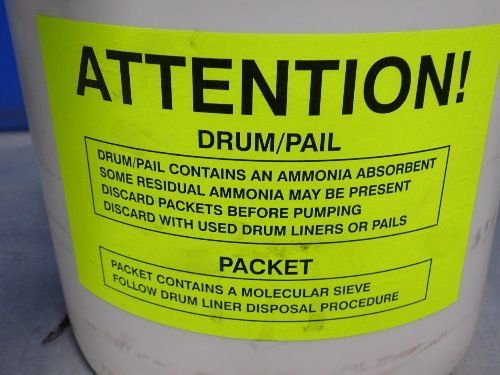 ATTENTION!
DRUM/PAIL
DRUM/PAIL CONTAINS AN AMMONIA ABSORBENT
SOME RESIDUAL AMMONIA MAY BE PRESENT
DISCARD PACKETS BEFORE PUMPING
DISCARD WITH USED DRUM LINERS OR PAILS
PACKET
PACKET CONTAINS A MOLECULAR SIEVE
FOLLOW DRUM LINER DISPOSAL PROCEDURE